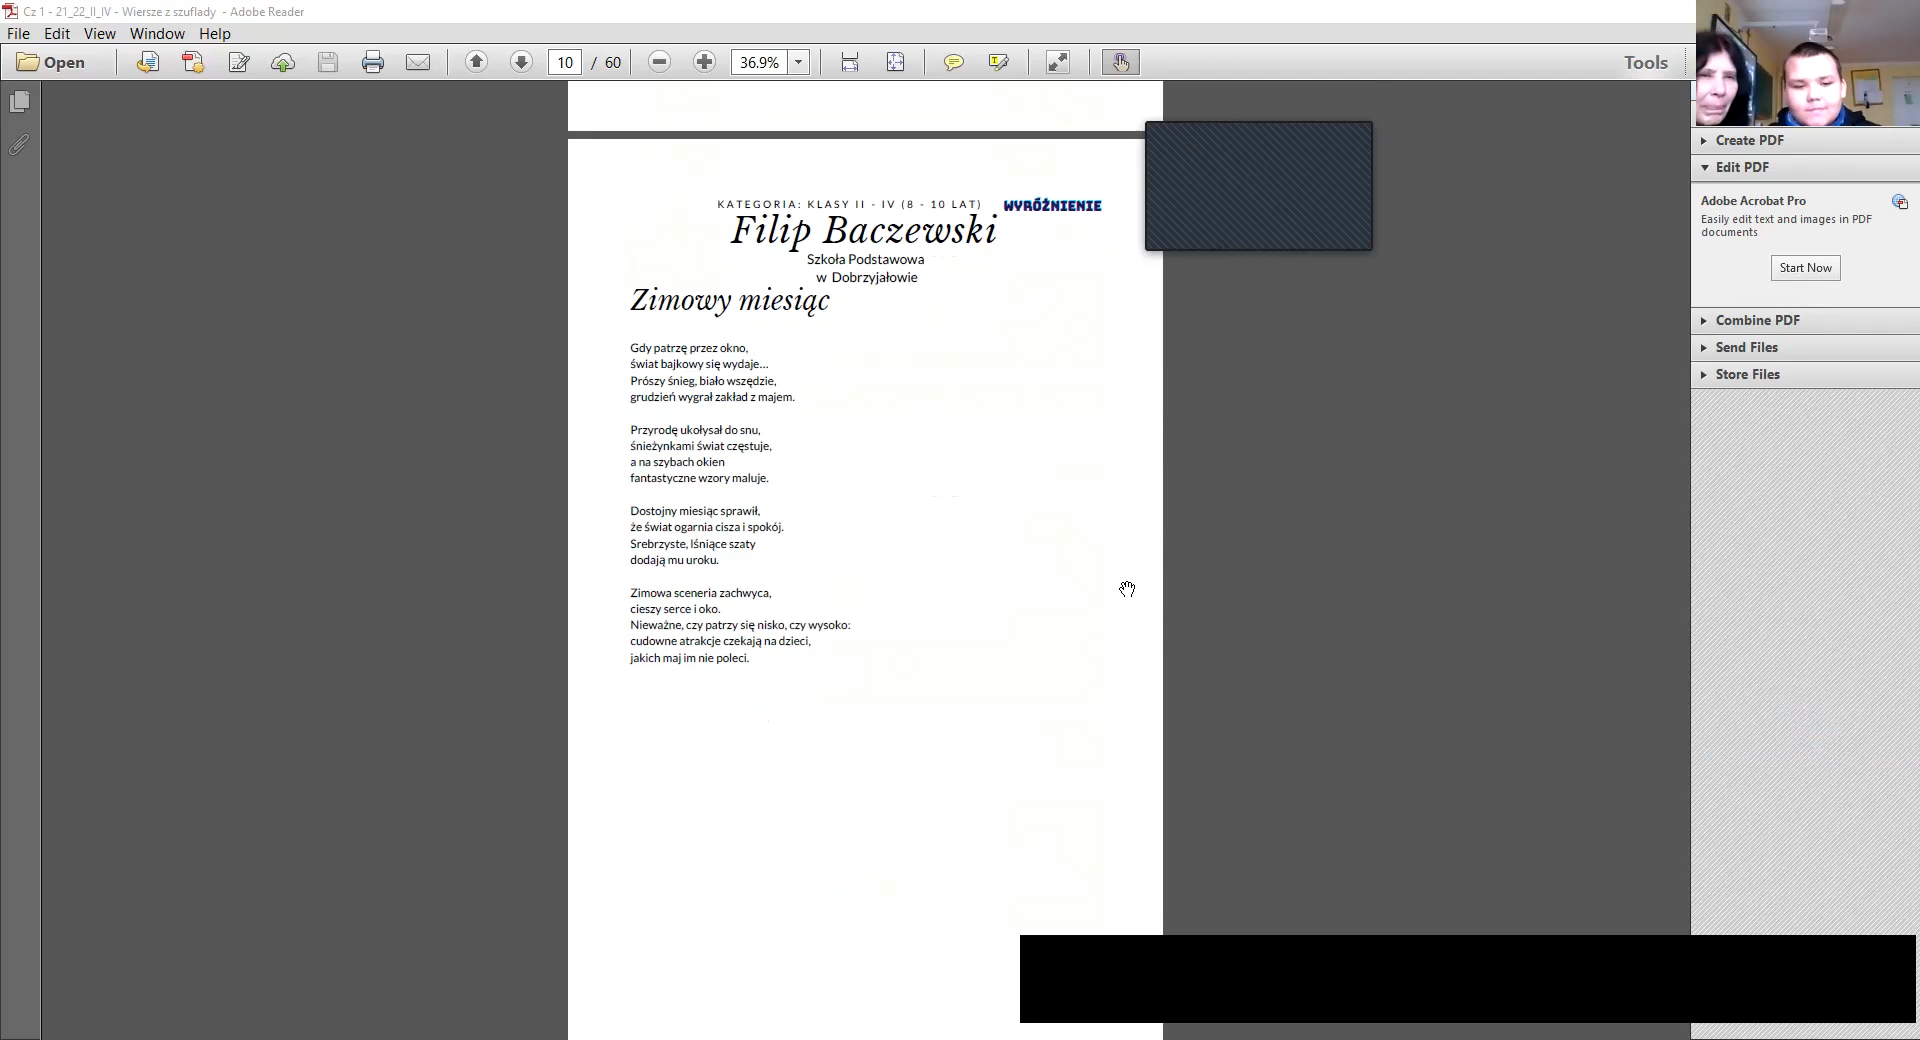 Cz 1 - 21_22_II_IV - Wiersze z szuflady - Adobe Reader
File Edit View Window Help
Open 10 / 60 36.9% Tools
Create PDF
Edit PDF
Adobe Acrobat Pro
Easily edit text and images in PDF
documents
Start Now
Combine PDF
Send Files
Store Files
KATEGORIA: KLASY II - IV (8 - 10 LAT) WYRÓŻNIENIE
Filip Baczewski
Szkoła Podstawowa
w Dobrzyjałowie
Zimowy miesiąc
Gdy patrzę przez okno,
świat bajkowy się wydaje...
Prószy śnieg, biało wszędzie,
grudzień wygrał zakład z majem.
Przyrodę ukołysał do snu,
śnieżynkami świat częstuje,
a na szybach okien
fantastyczne wzory maluje.
Dostojny miesiąc sprawił,
że świat ogarnia cisza i spokój.
Srebrzyste, lśniące szaty
dodają mu uroku.
Zimowa sceneria zachwyca,
cieszy serce i oko.
Nieważne, czy patrzy się nisko, czy wysoko:
cudowne atrakcje czekają na dzieci,
jakich maj im nie poleci.